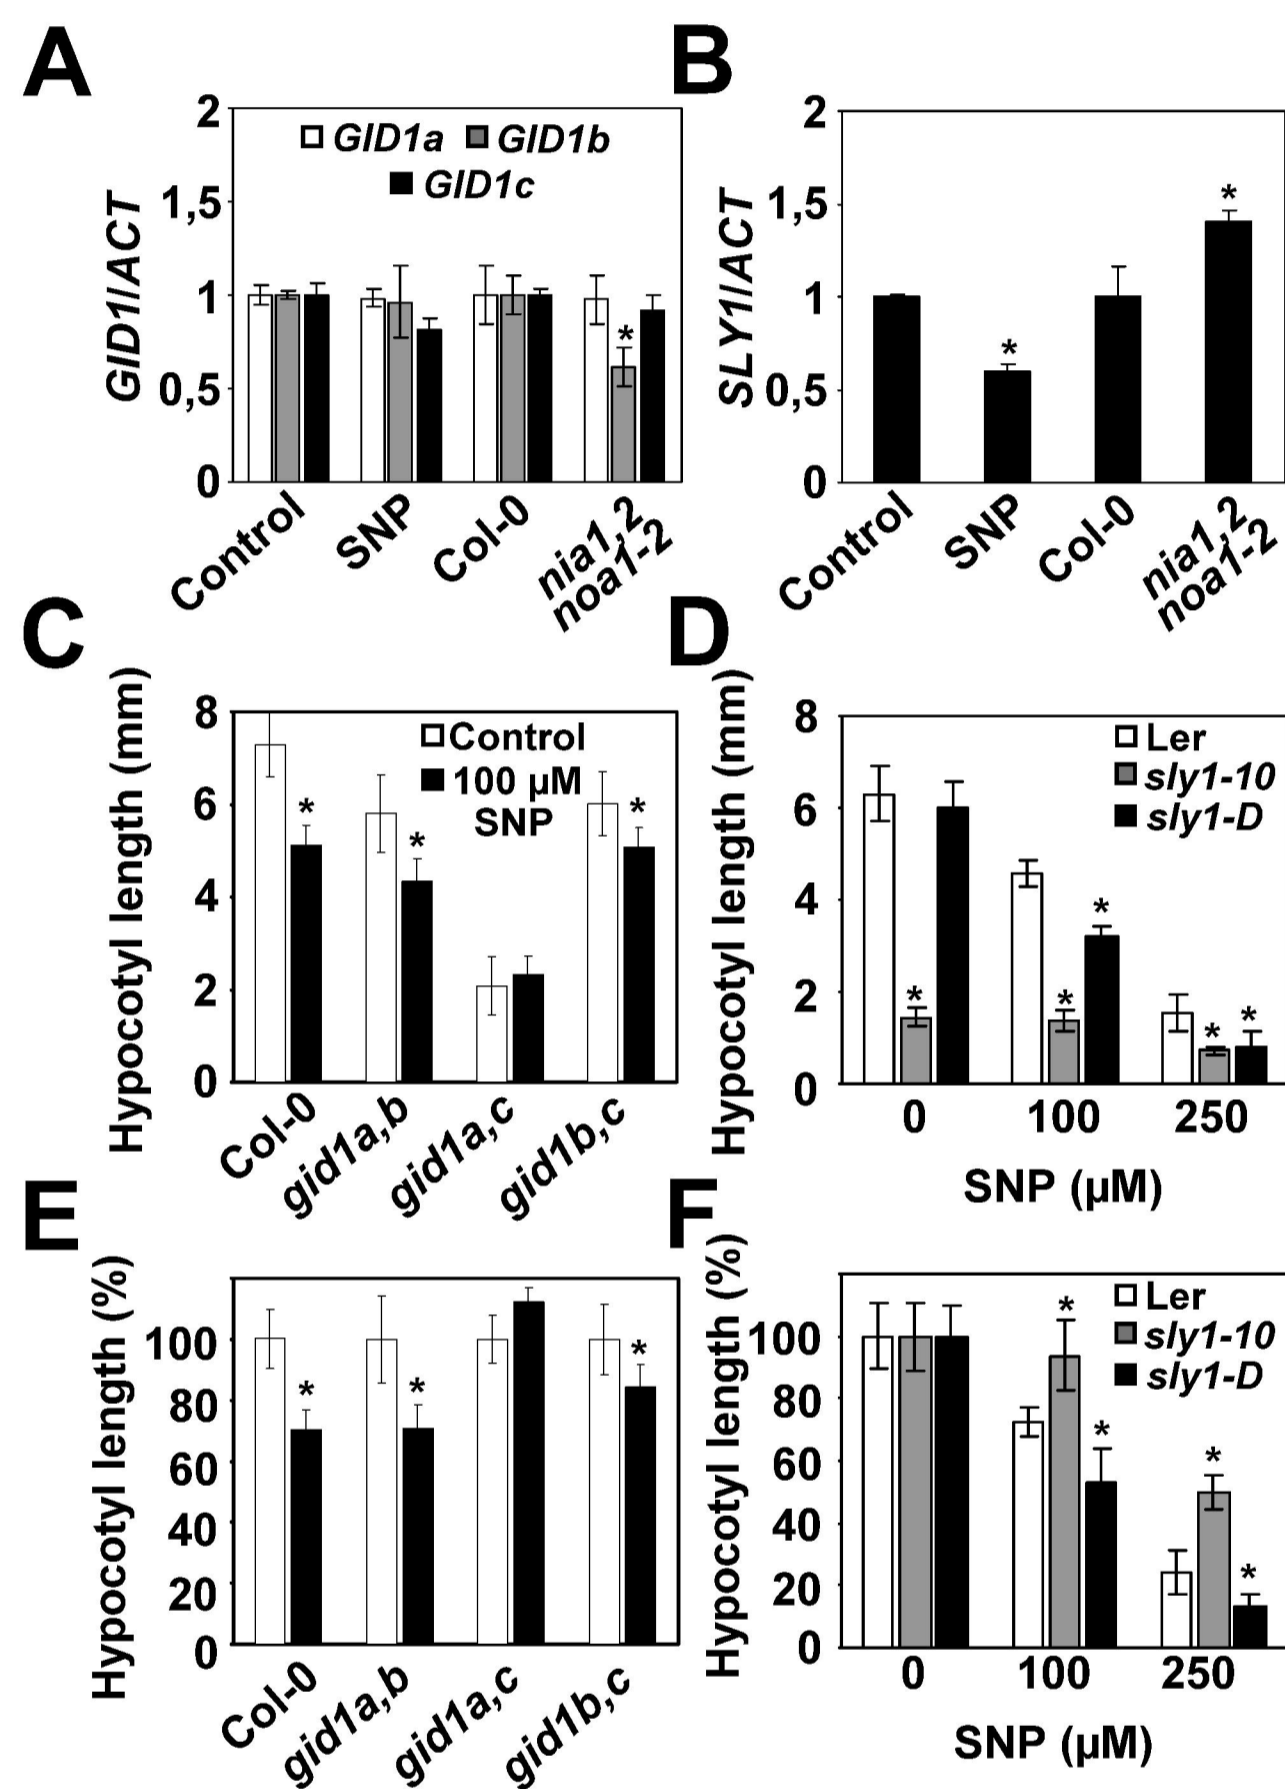 A
GID1/ACT
2
1,5
1
0,5
0
GID1a GID1b
GID1c
*
Control
SNP
Col-0
nia1,2
noa1-2
B
SLY1/ACT
2
1,5
1
0,5
0
*
*
Control
SNP
Col-0
nia1,2
noa1-2
C
Hypocotyl length (mm)
8
6
4
2
0
Control
100 µM
SNP
*
*
*
Col-0
gid1a,b
gid1a,c
gid1b,c
D
Hypocotyl length (mm)
8
6
4
2
0
Ler
sly1-10
sly1-D
*
*
*
*
*
0 100 250
SNP (µM)
E
Hypocotyl length (%)
100
80
60
40
20
0
*
*
*
Col-0
gid1a,b
gid1a,c
gid1b,c
F
Hypocotyl length (%)
100
80
60
40
20
0
Ler
sly1-10
sly1-D
*
*
*
*
0 100 250
SNP (µM)